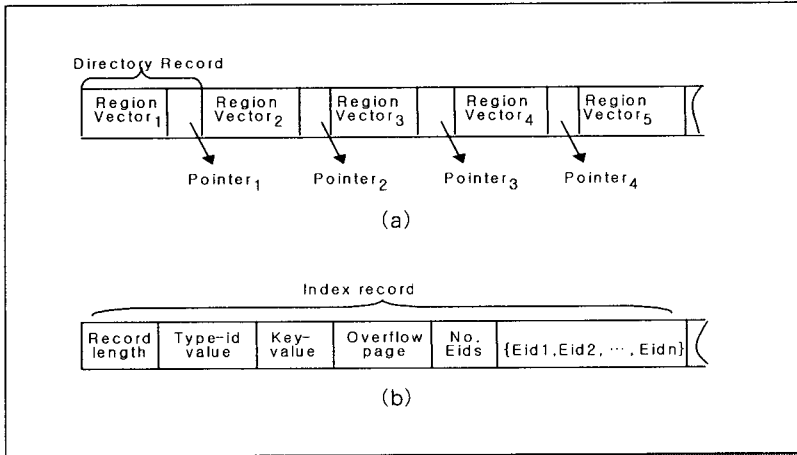 Directory Record
Region Vector₁ Region Vector₂ Region Vector₃ Region Vector₄ Region Vector₅
Pointer₁ Pointer₂ Pointer₃ Pointer₄
(a)
Index record
Record length Type-id value Key-value Overflow page No. Eids {Eid1,Eid2, ⋯, Eidn}
(b)